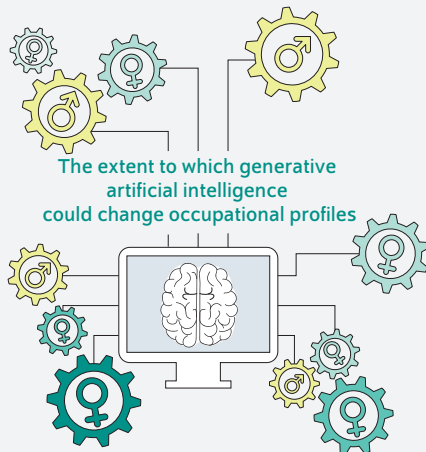 The extent to which generative
artificial intelligence
could change occupational profiles